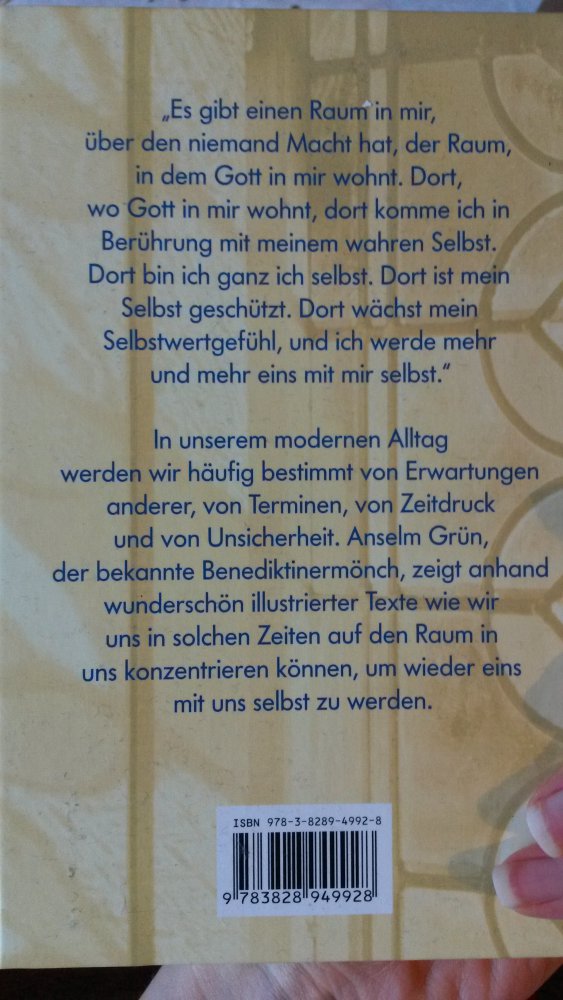 „Es gibt einen Raum in mir,
über den niemand Macht hat, der Raum,
in dem Gott in mir wohnt. Dort,
wo Gott in mir wohnt, dort komme ich in
Berührung mit meinem wahren Selbst.
Dort bin ich ganz ich selbst. Dort ist mein
Selbst geschützt. Dort wächst mein
Selbstwertgefühl, und ich werde mehr
und mehr eins mit mir selbst.“
In unserem modernen Alltag
werden wir häufig bestimmt von Erwartungen
anderer, von Terminen, von Zeitdruck
und von Unsicherheit. Anselm Grün,
der bekannte Benediktinermönch, zeigt anhand
wunderschön illustrierter Texte wie wir
uns in solchen Zeiten auf den Raum in
uns konzentrieren können, um wieder eins
mit uns selbst zu werden.
ISBN 978-3-8289-4992-8
9 783828 949928